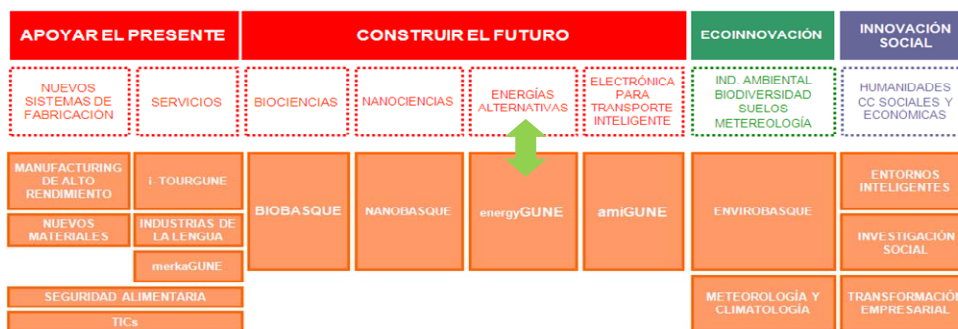 APOYAR EL PRESENTE
CONSTRUIR EL FUTURO
ECOINNOVACIÓN
INNOVACIÓN
SOCIAL
NUEVOS
SISTEMAS DE
FABRICACIÓN
SERVICIOS
BIOCIENCIAS
NANOCIENCIAS
ENERGÍAS
ALTERNATIVAS
ELECTRÓNICA
PARA
TRANSPORTE
INTELIGENTE
IND. AMBIENTAL
BIODIVERSIDAD
SUELOS
METEREOLOGÍA
HUMANIDADES
CC SOCIALES Y
ECONÓMICAS
MANUFACTURING
DE ALTO
RENDIMIENTO
i-TOURGUNE
BIOBASQUE
NANOBASQUE
energyGUNE
amiGUNE
ENVIROBASQUE
ENTORNOS
INTELIGENTES
NUEVOS
MATERIALES
INDUSTRIAS DE
LA LENGUA
INVESTIGACIÓN
SOCIAL
merkaGUNE
SEGURIDAD ALIMENTARIA
TICs
METEOROLOGÍA Y
CLIMATOLOGÍA
TRANSFORMACIÓN
EMPRESARIAL